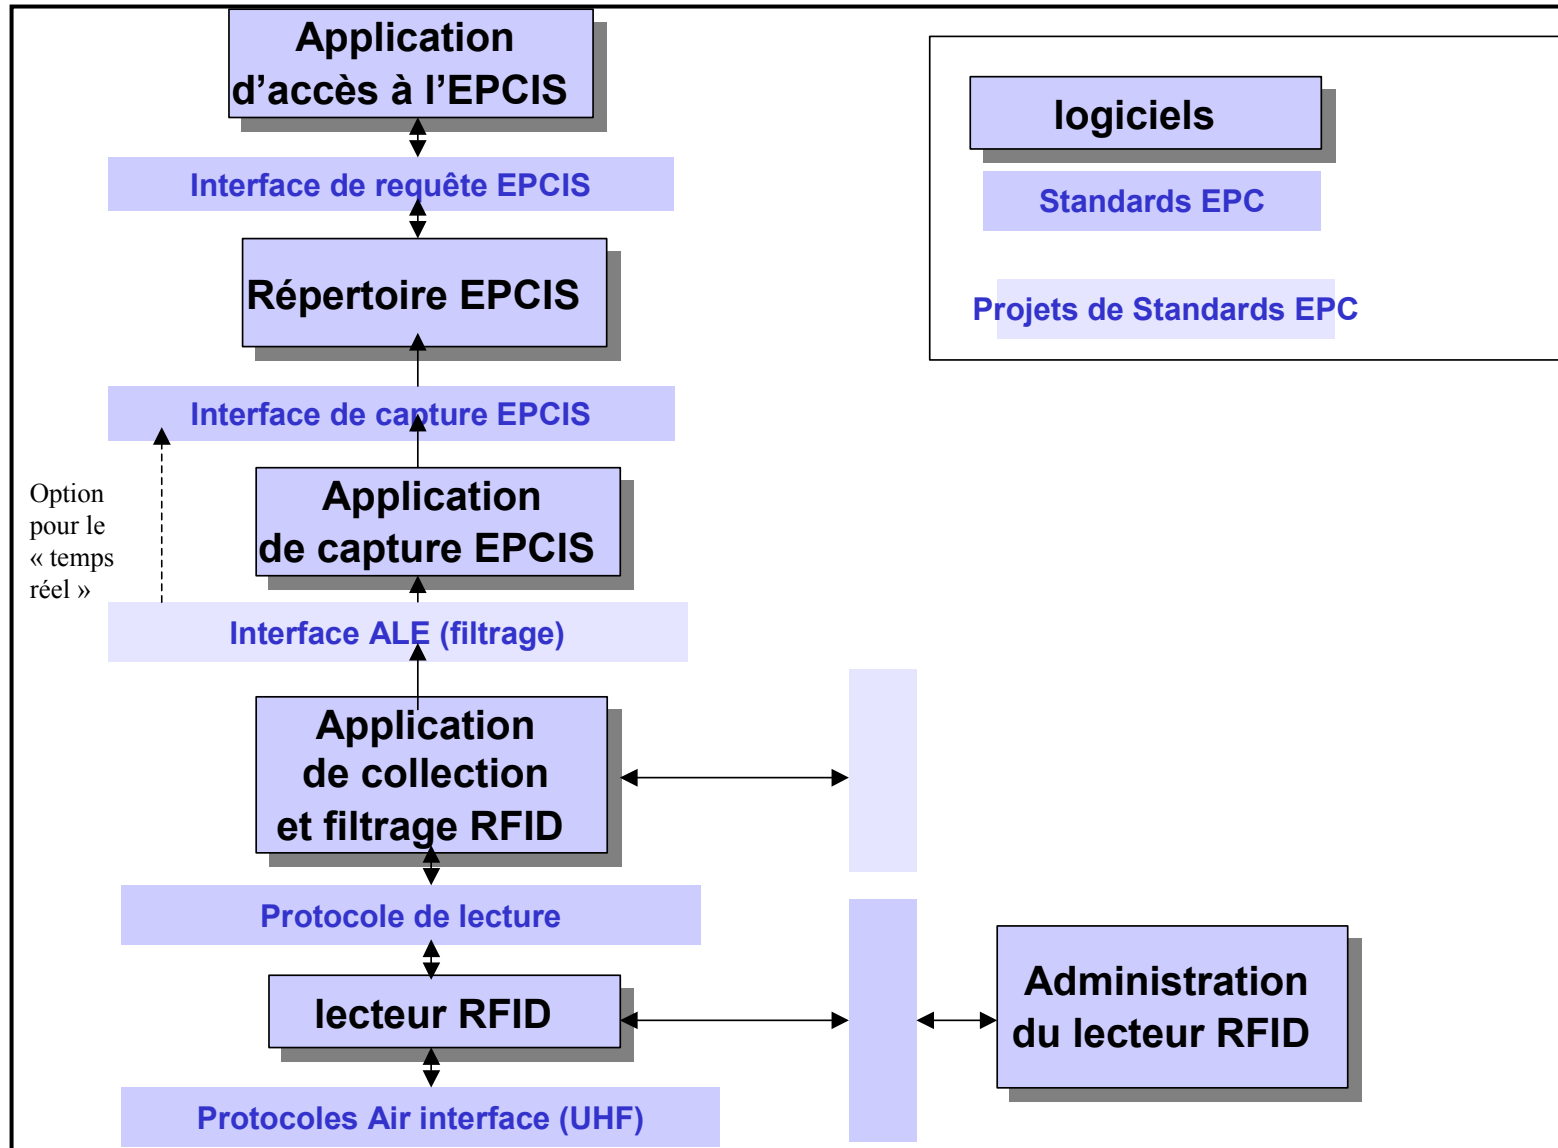 Application
d'accès à l'EPCIS
Interface de requête EPCIS
Répertoire EPCIS
Interface de capture EPCIS
Option
pour le
« temps
réel »
Application
de capture EPCIS
Interface ALE (filtrage)
Application
de collection
et filtrage RFID
Protocole de lecture
lecteur RFID
Protocoles Air interface (UHF)
Administration
du lecteur RFID
logiciels
Standards EPC
Projets de Standards EPC